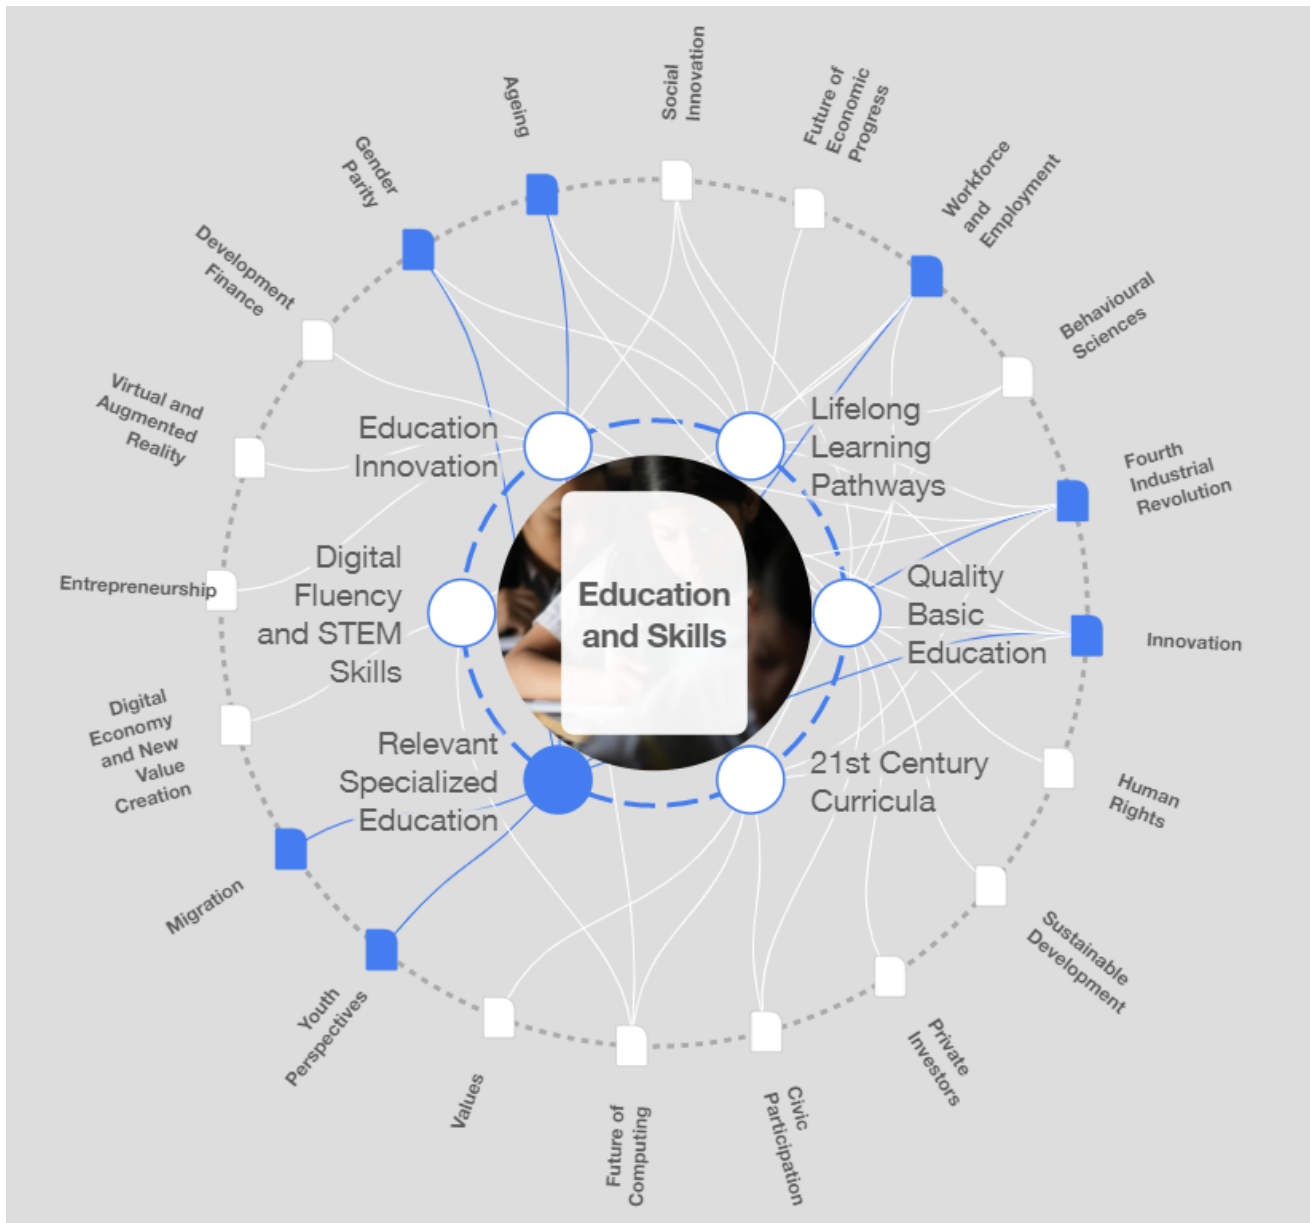 Social
Innovation
Future of
Economic
Progress
Workforce
and
Employment
Behavioural
Sciences
Fourth
Industrial
Revolution
Innovation
Human
Rights
Sustainable
Development
Private
Investors
Civic
Participation
Future of
Computing
Values
Youth
Perspectives
Migration
Digital
Economy
and New
Value
Creation
Entrepreneurship
Virtual and
Augmented
Reality
Development
Finance
Gender
Parity
Ageing
Education
Innovation
Lifelong
Learning
Pathways
Quality
Basic
Education
21st Century
Curricula
Relevant
Specialized
Education
Digital
Fluency
and STEM
Skills
Education
and Skills